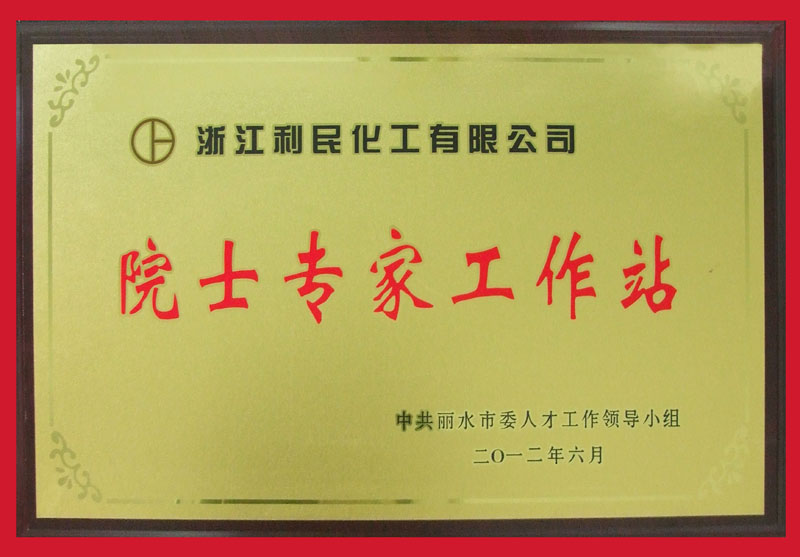 浙江利民化工有限公司
院士专家工作站
中共丽水市委人才工作领导小组
二O一二年六月